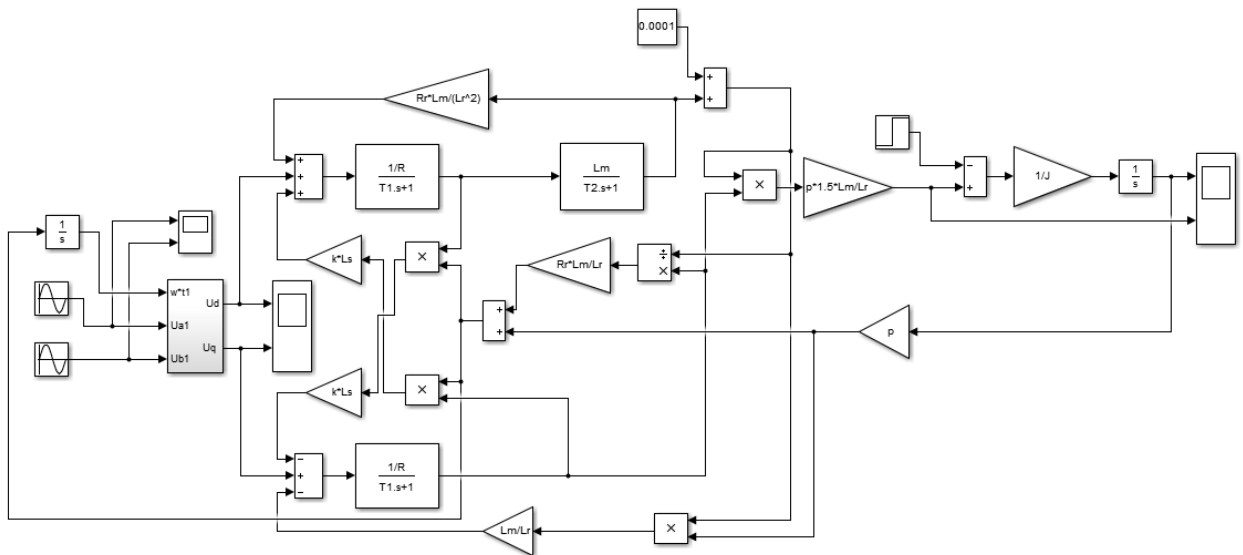 0.0001
+
+
Rr*Lm/(Lr^2)
+
+
+
1/R
T1.s+1
Lm
T2.s+1
×
p*1.5*Lm/Lr
−
+
1/J
1
s
1
s
k*Ls
×
Rr*Lm/Lr
÷
×
w*t1
Ua1
Ub1
Ud
Uq
+
+
p
k*Ls
×
−
+
−
1/R
T1.s+1
Lm/Lr
×